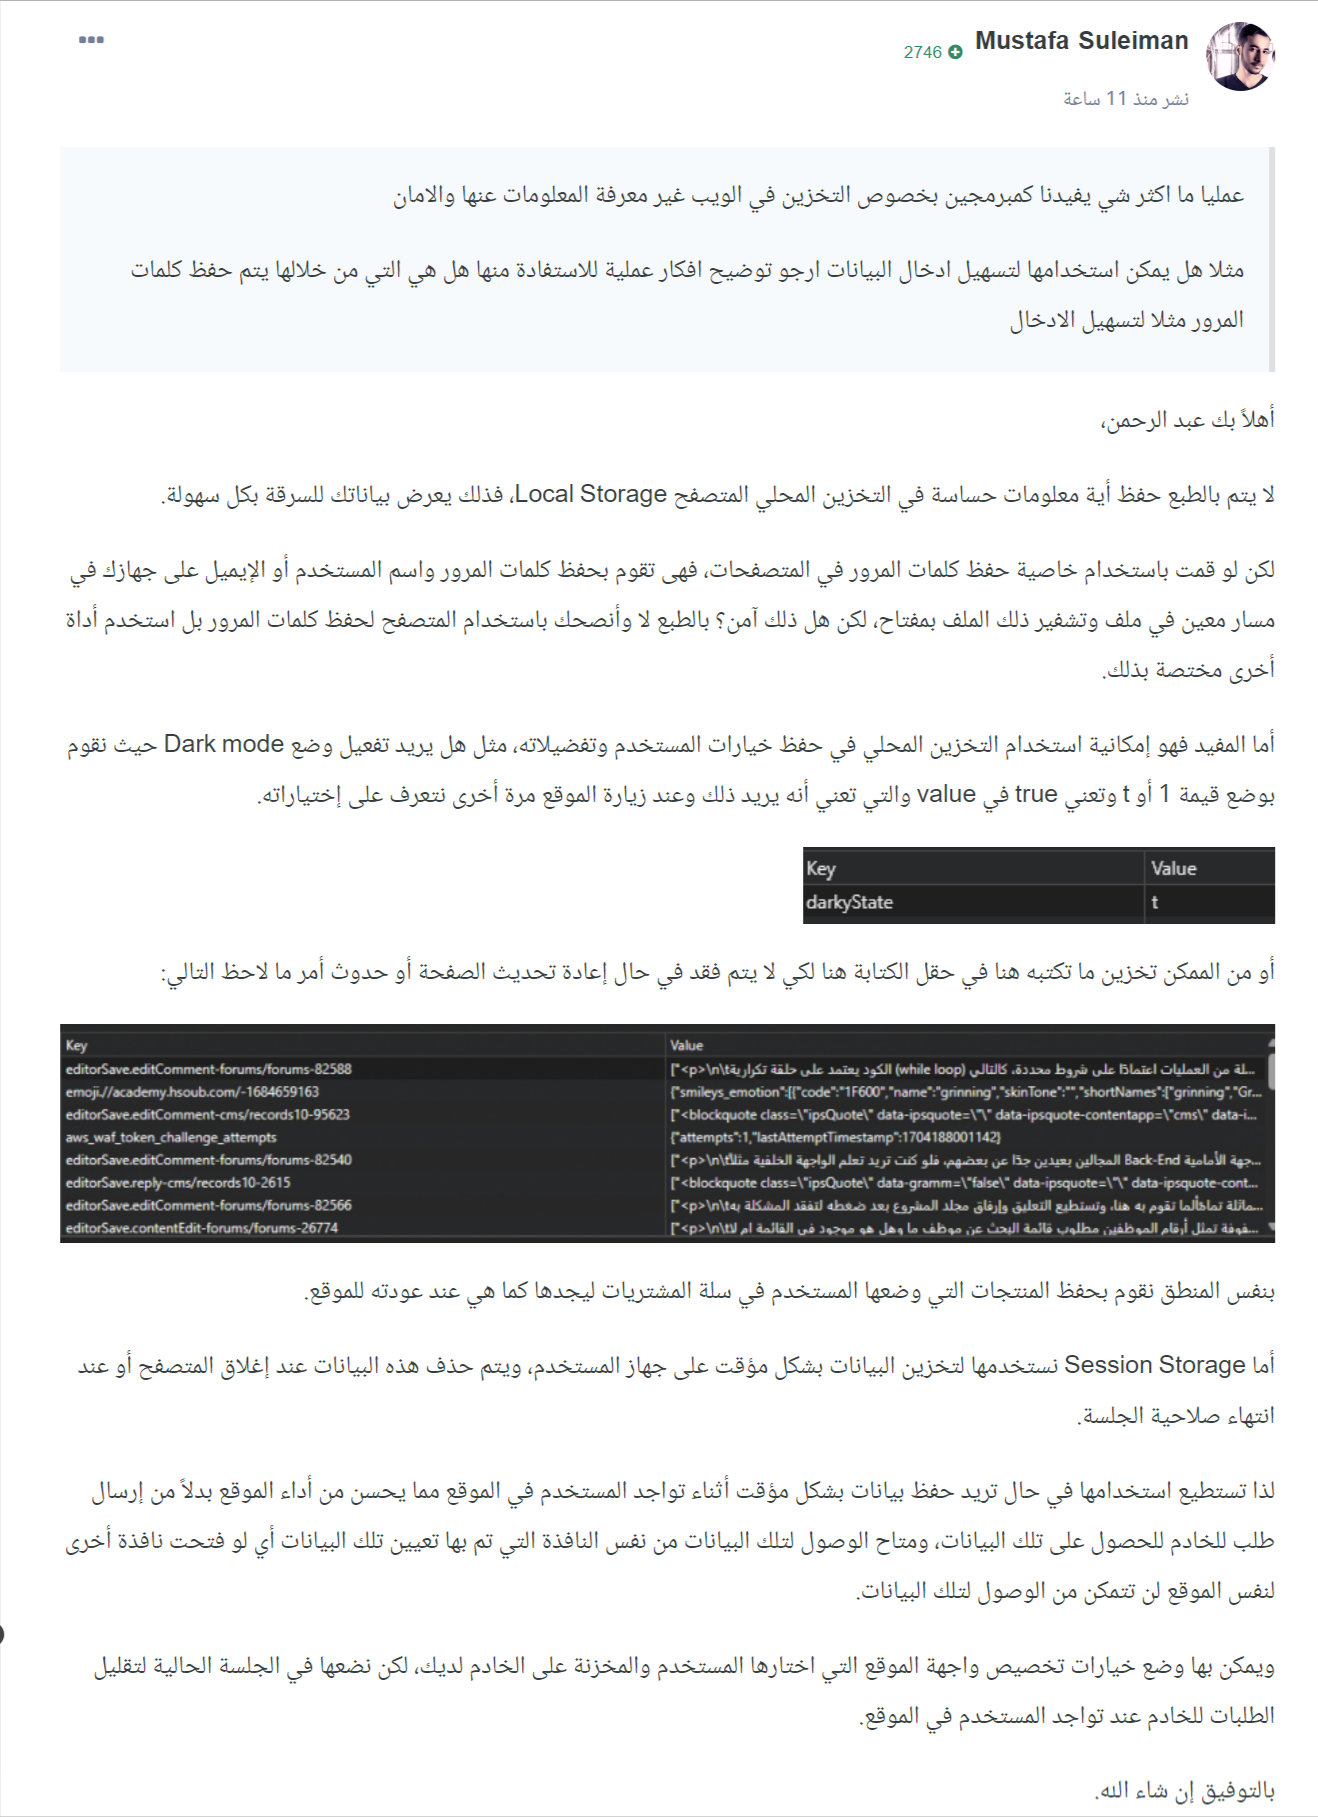 Mustafa Suleiman
2746
نشر منذ 11 ساعة
عمليا ما اكثر شي يفيدنا كمبرمجين بخصوص التخزين في الويب غير معرفة المعلومات عنها والامان
مثلا هل يمكن استخدامها لتسهيل ادخال البيانات ارجو توضيح افكار عملية للاستفادة منها هل هي التي من خلالها يتم حفظ كلمات
المرور مثلا لتسهيل الادخال
أهلاً بك عبد الرحمن،
لا يتم بالطبع حفظ أية معلومات حساسة في التخزين المحلي المتصفح Local Storage، فذلك يعرض بياناتك للسرقة بكل سهولة.
لكن لو قمت باستخدام خاصية حفظ كلمات المرور في المتصفحات، فهى تقوم بحفظ كلمات المرور واسم المستخدم أو الإيميل على جهازك في
مسار معين في ملف وتشفير ذلك الملف بمفتاح، لكن هل ذلك آمن؟ بالطبع لا وأنصحك باستخدام المتصفح لحفظ كلمات المرور بل استخدم أداة
أخرى مختصة بذلك.
أما المفيد فهو إمكانية استخدام التخزين المحلي في حفظ خيارات المستخدم وتفضيلاته، مثل هل يريد تفعيل وضع Dark mode حيث نقوم
بوضع قيمة 1 أو t وتعني true في value والتي تعني أنه يريد ذلك وعند زيارة الموقع مرة أخرى نتعرف على إختياراته.
Key Value
darkyState t
أو من الممكن تخزين ما تكتبه هنا في حقل الكتابة هنا لكي لا يتم فقد في حال إعادة تحديث الصفحة أو حدوث أمر ما لاحظ التالي:
Key Value
editorSave.editComment-forums/forums-82588 ["<p>\n\tلة من العمليات اعتمادًا على شروط محددة، كالتالي (while loop) الكود يعتمد على حلقة تكرارية...
emoji.//academy.hsoub.com/-1684659163 {"smileys_emotion":[{"code":"1F600","name":"grinning","skinTone":"","shortNames":["grinning","Gr...
editorSave.editComment-cms/records10-95623 ["<blockquote class=\"ipsQuote\" data-ipsquote=\"\" data-ipsquote-contentapp=\"cms\" data-i...
aws_waf_token_challenge_attempts {"attempts":1,"lastAttemptTimestamp":1704188001142}
editorSave.editComment-forums/forums-82540 ["<p>\n\tجهة الأمامية Back-End المجالين بعيدين جدًا عن بعضهم، فلو كنت تريد تعلم الواجهة الخلفية مثلاً...
editorSave.reply-cms/records10-2615 ["<blockquote class=\"ipsQuote\" data-gramm=\"false\" data-ipsquote=\"\" data-ipsquote-cont...
editorSave.editComment-forums/forums-82566 ["<p>\n\tماثلة تماماً لما تقوم به هنا، وتستطيع التعليق وإرفاق مجلد المشروع بعد ضغطه لتفقد المشكلة به...
editorSave.contentEdit-forums/forums-26774 ["<p>\n\tفوفة تمثل أرقام الموظفين مطلوب قائمة البحث عن موظف ما وهل هو موجود في القائمة ام لا...
بنفس المنطق نقوم بحفظ المنتجات التي وضعها المستخدم في سلة المشتريات ليجدها كما هي عند عودته للموقع.
أما Session Storage نستخدمها لتخزين البيانات بشكل مؤقت على جهاز المستخدم، ويتم حذف هذه البيانات عند إغلاق المتصفح أو عند
انتهاء صلاحية الجلسة.
لذا تستطيع استخدامها في حال تريد حفظ بيانات بشكل مؤقت أثناء تواجد المستخدم في الموقع مما يحسن من أداء الموقع بدلاً من إرسال
طلب للخادم للحصول على تلك البيانات، ومتاح الوصول لتلك البيانات من نفس النافذة التي تم بها تعيين تلك البيانات أي لو فتحت نافذة أخرى
لنفس الموقع لن تتمكن من الوصول لتلك البيانات.
ويمكن بها وضع خيارات تخصيص واجهة الموقع التي اختارها المستخدم والمخزنة على الخادم لديك، لكن نضعها في الجلسة الحالية لتقليل
الطلبات للخادم عند تواجد المستخدم في الموقع.
بالتوفيق إن شاء الله.